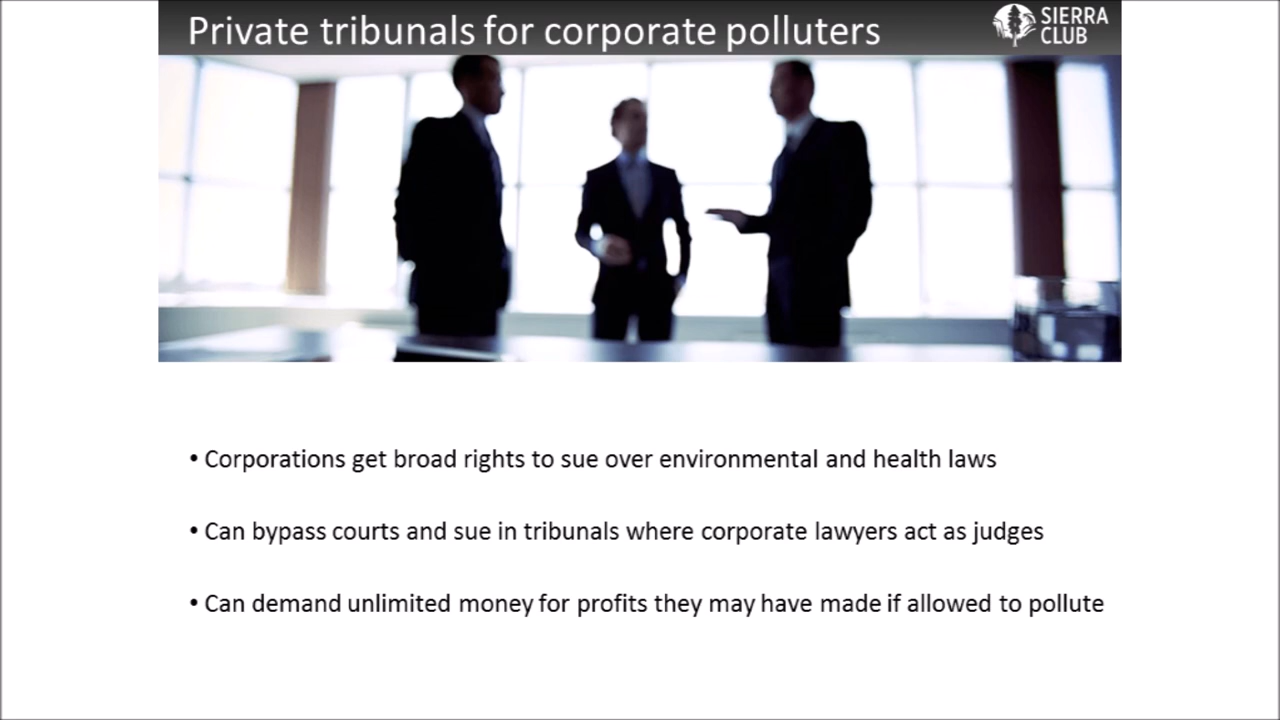 Private tribunals for corporate polluters
SIERRA
CLUB
• Corporations get broad rights to sue over environmental and health laws
• Can bypass courts and sue in tribunals where corporate lawyers act as judges
• Can demand unlimited money for profits they may have made if allowed to pollute